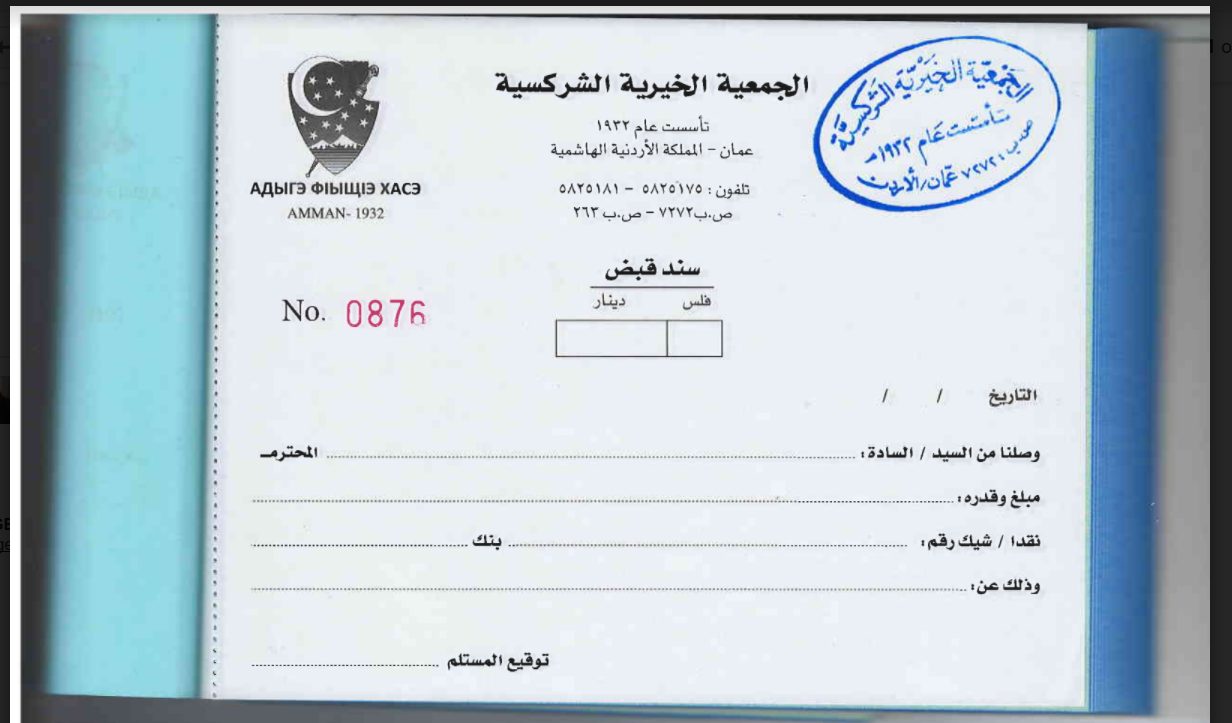 الجمعية الخيرية الشركسية
تأسست عام ١٩٣٢
عمان - المملكة الأردنية الهاشمية
تلفون : ٥٨٢٥١٧٥ - ٥٨٢٥١٨١
ص.ب ٧٢٧٢ - ص.ب ٢٦٣
АДЫГЭ ФІЫЩІЭ ХАСЭ
AMMAN- 1932
الجمعية الخيرية الشركسية
تأسست عام ١٩٣٢م
ص.ب : ٧٢٧٢ عمان/الأردن
سند قبض
فلس دينار
No. 0876
التاريخ / /
وصلنا من السيد / السادة : المحترمـ
مبلغ وقدره :
نقدا / شيك رقم : بنك
وذلك عن :
توقيع المستلم